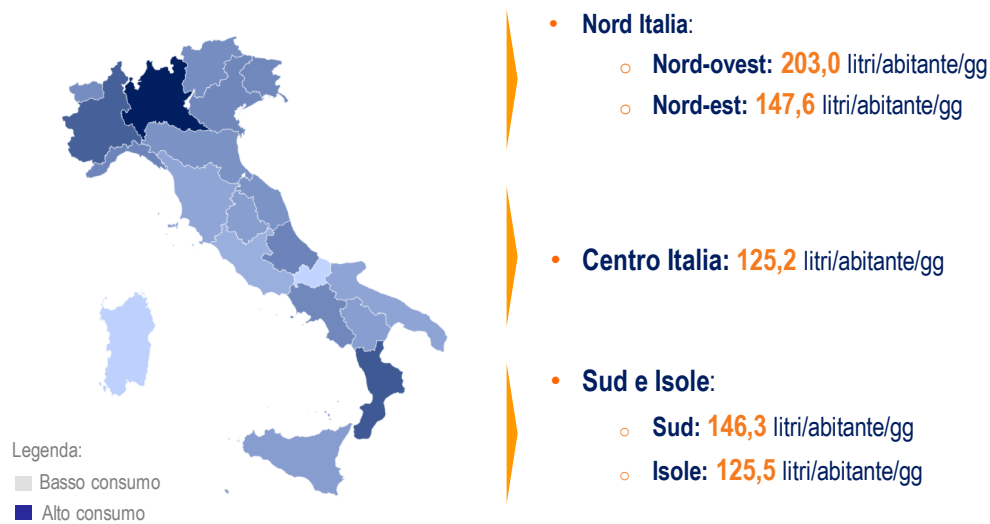 • Nord Italia:
o Nord-ovest: 203,0 litri/abitante/gg
o Nord-est: 147,6 litri/abitante/gg
• Centro Italia: 125,2 litri/abitante/gg
• Sud e Isole:
o Sud: 146,3 litri/abitante/gg
o Isole: 125,5 litri/abitante/gg
Legenda:
Basso consumo
Alto consumo